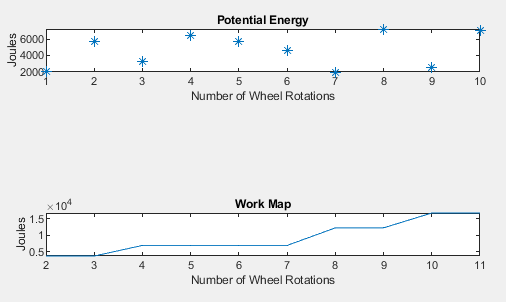 Potential Energy
Joules
6000
4000
2000
1 2 3 4 5 6 7 8 9 10
Number of Wheel Rotations
Work Map
×10^4
Joules
1.5
1
0.5
2 3 4 5 6 7 8 9 10 11
Number of Wheel Rotations